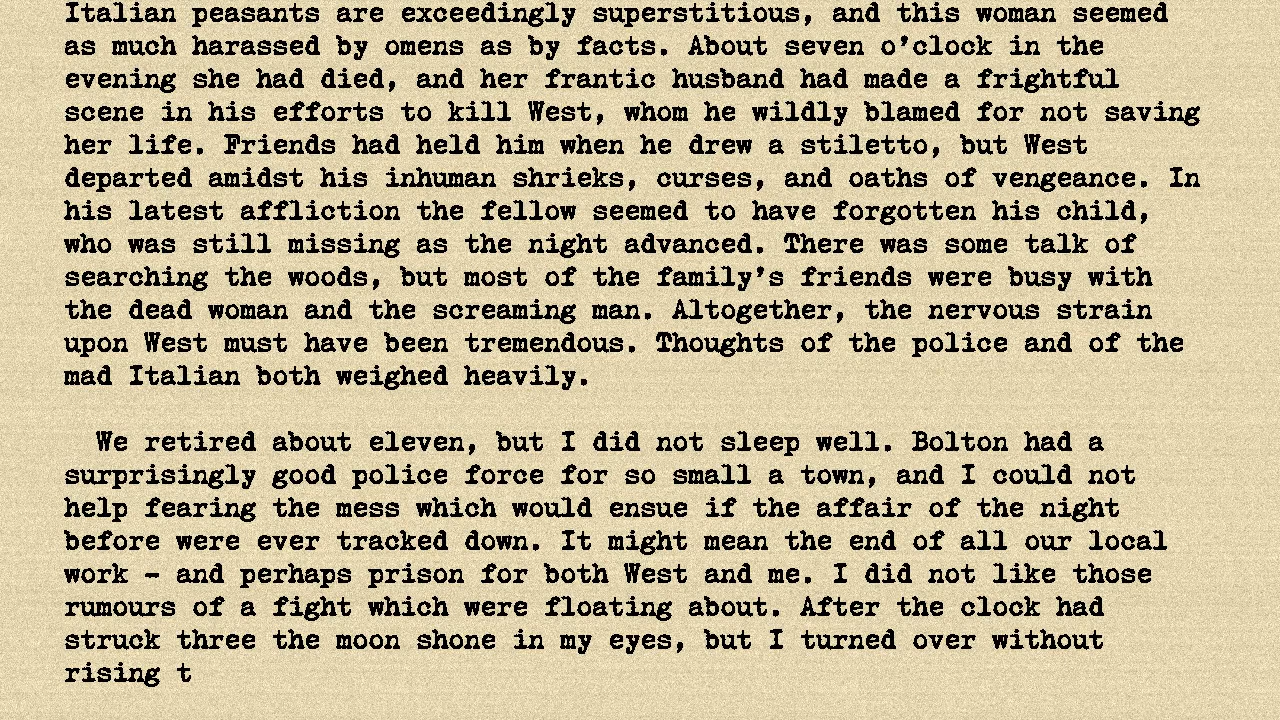 Italian peasants are exceedingly superstitious, and this woman seemed
as much harassed by omens as by facts. About seven o’clock in the
evening she had died, and her frantic husband had made a frightful
scene in his efforts to kill West, whom he wildly blamed for not saving
her life. Friends had held him when he drew a stiletto, but West
departed amidst his inhuman shrieks, curses, and oaths of vengeance. In
his latest affliction the fellow seemed to have forgotten his child,
who was still missing as the night advanced. There was some talk of
searching the woods, but most of the family’s friends were busy with
the dead woman and the screaming man. Altogether, the nervous strain
upon West must have been tremendous. Thoughts of the police and of the
mad Italian both weighed heavily.

We retired about eleven, but I did not sleep well. Bolton had a
surprisingly good police force for so small a town, and I could not
help fearing the mess which would ensue if the affair of the night
before were ever tracked down. It might mean the end of all our local
work – and perhaps prison for both West and me. I did not like those
rumours of a fight which were floating about. After the clock had
struck three the moon shone in my eyes, but I turned over without
rising t